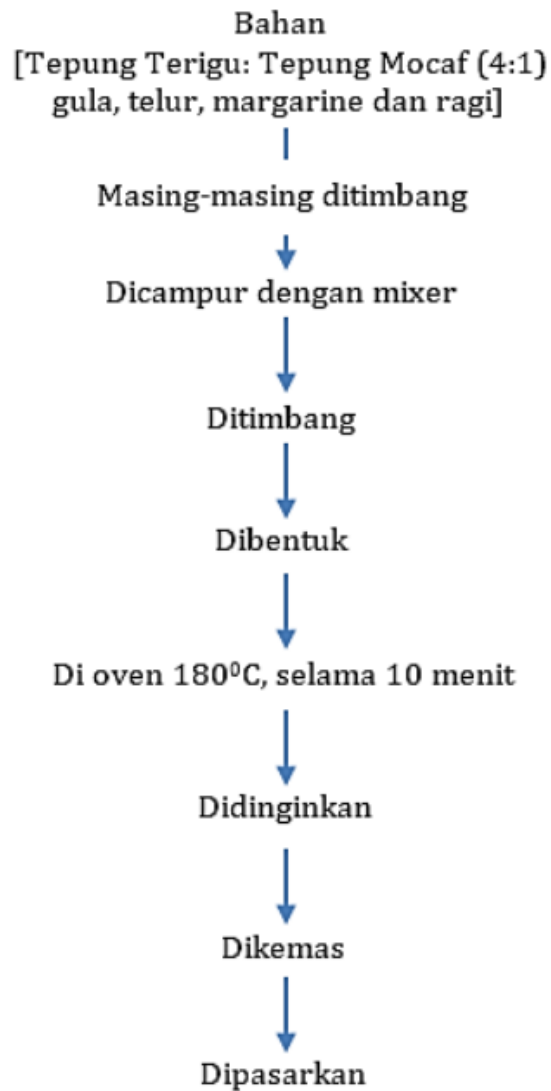 Bahan
[Tepung Terigu: Tepung Mocaf (4:1)
gula, telur, margarine dan ragi]
Masing-masing ditimbang
Dicampur dengan mixer
Ditimbang
Dibentuk
Di oven 180⁰C, selama 10 menit
Didinginkan
Dikemas
Dipasarkan